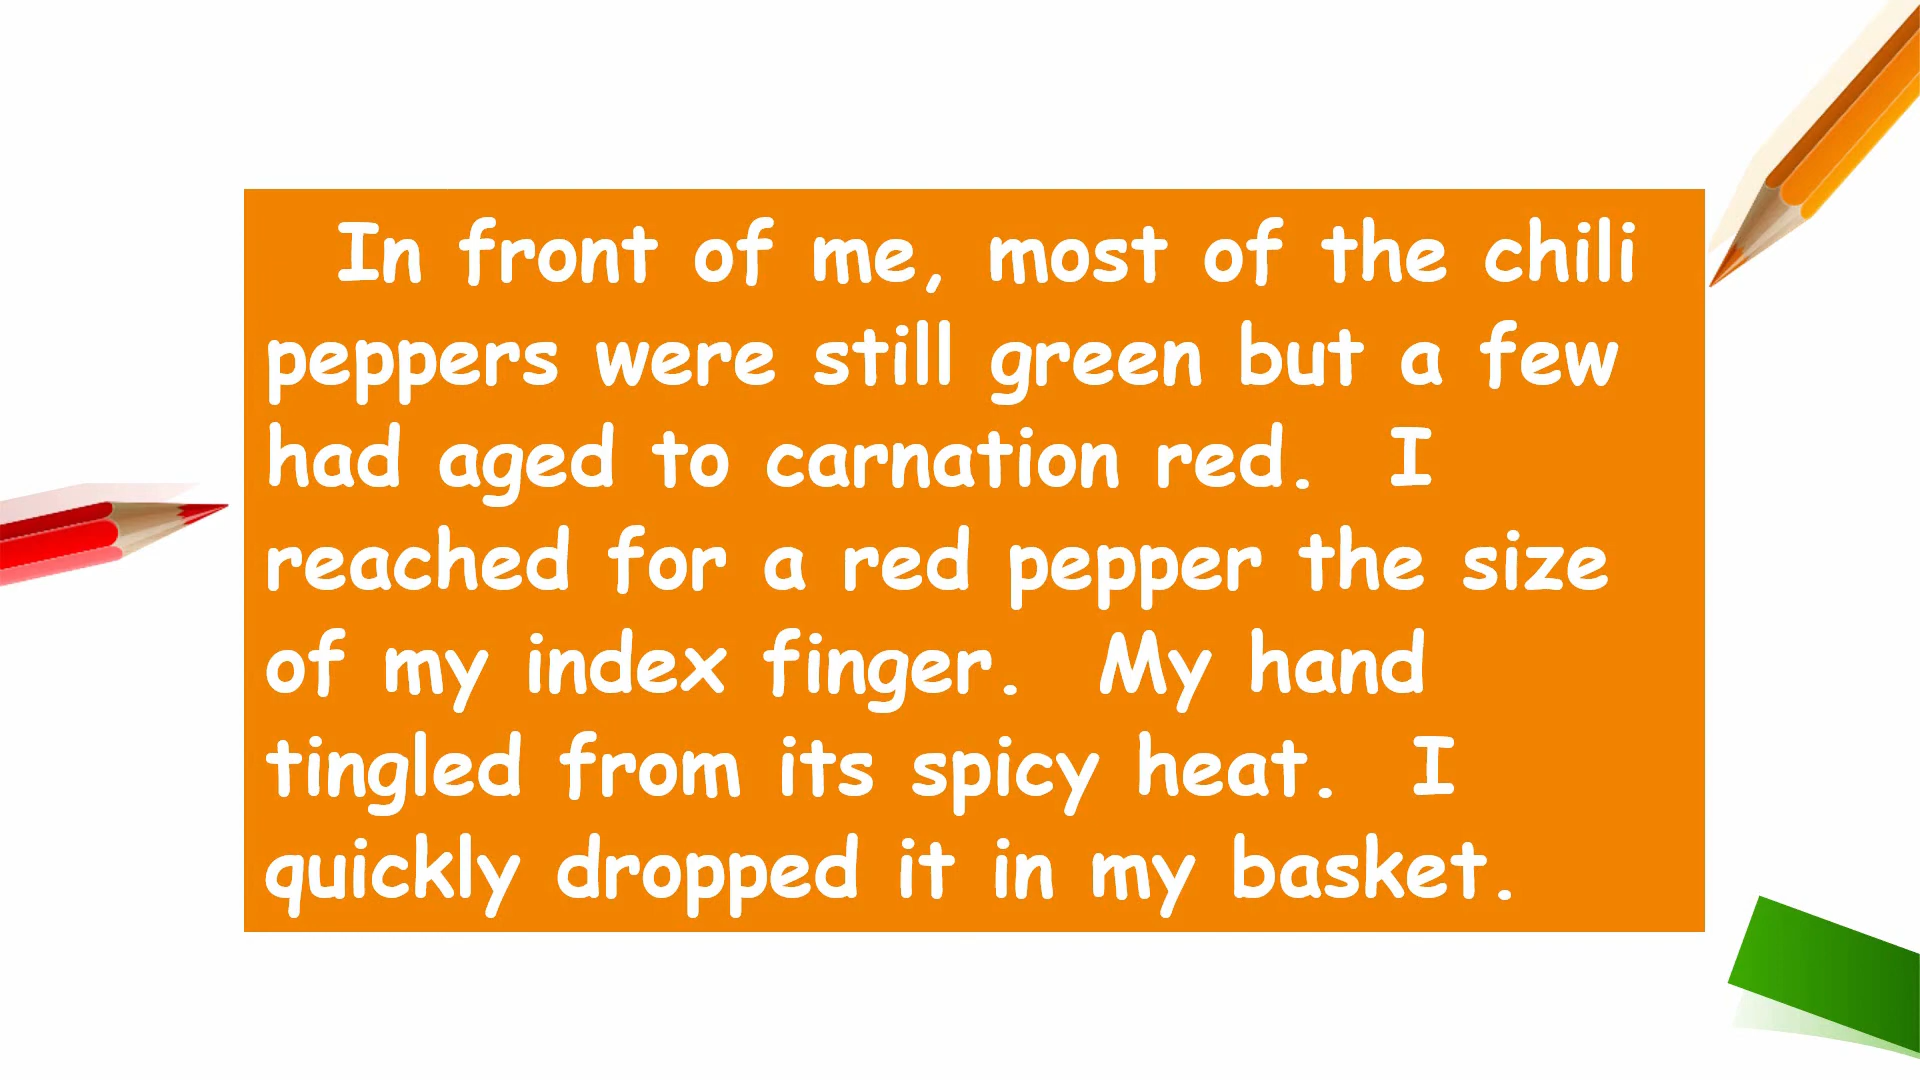 In front of me, most of the chili
peppers were still green but a few
had aged to carnation red.  I
reached for a red pepper the size
of my index finger.  My hand
tingled from its spicy heat.  I
quickly dropped it in my basket.